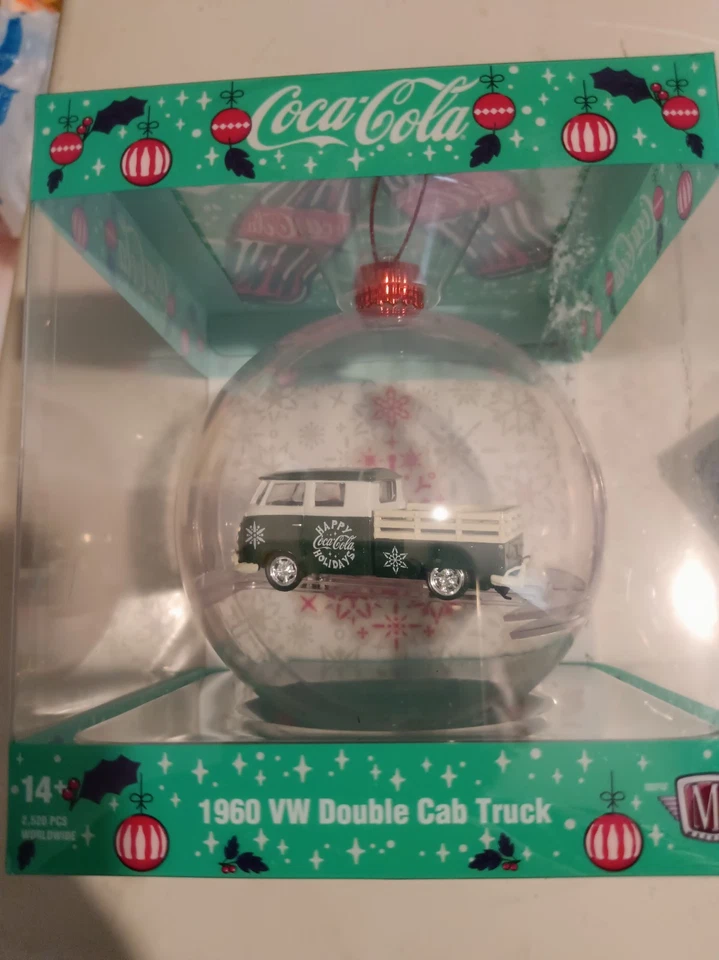 Coca-Cola
HAPPY
Coca-Cola
HOLIDAYS
14+
2,520 PCS
WORLDWIDE
1960 VW Double Cab Truck
M